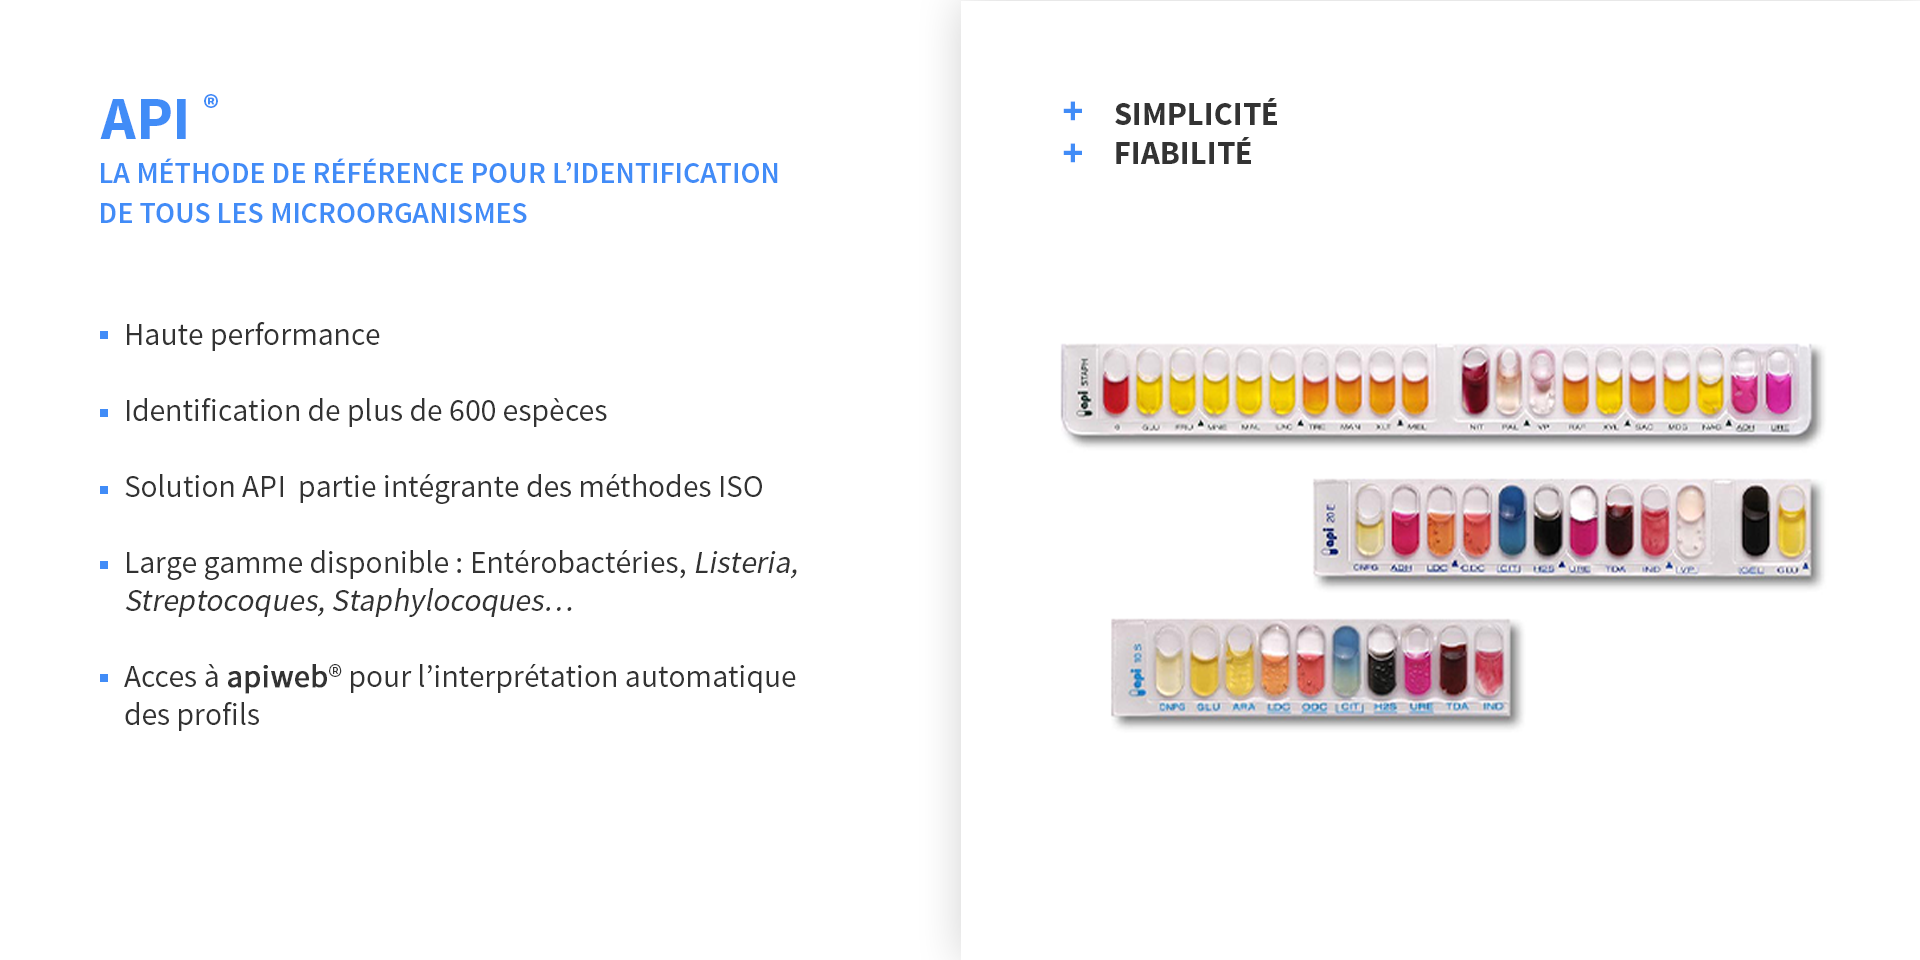 API ®
LA MÉTHODE DE RÉFÉRENCE POUR L’IDENTIFICATION
DE TOUS LES MICROORGANISMES
Haute performance
Identification de plus de 600 espèces
Solution API  partie intégrante des méthodes ISO
Large gamme disponible : Entérobactéries, Listeria,
Streptocoques, Staphylocoques…
Acces à apiweb® pour l’interprétation automatique
des profils
+ SIMPLICITÉ
+ FIABILITÉ
api STAPH
0 GLU FRU MNE MAL LAC TRE MAN XLT MEL NIT PAL VP RAF XYL SAC MDG NAG ADH URE
api 20 E
ONPG ADH LDC ODC CIT H2S URE TDA IND VP GEL GLU
api 10 S
ONPG GLU ARA LDC ODC CIT H2S URE TDA IND